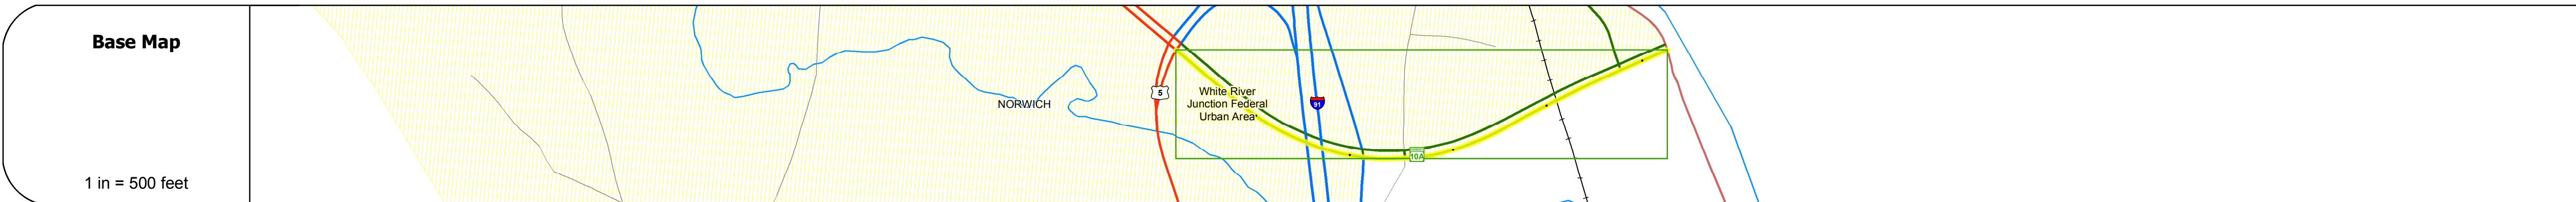 Base Map
1 in = 500 feet
NORWICH
5
White River
Junction Federal
Urban Area
91
10A